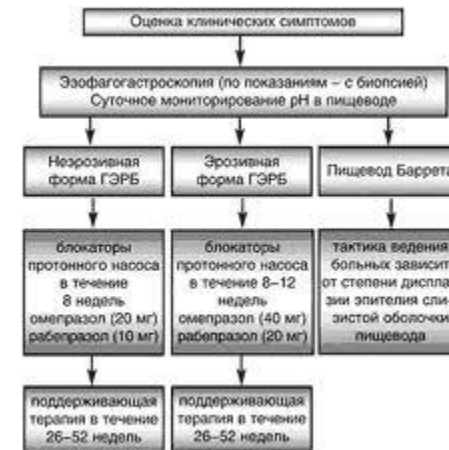 Оценка клинических симптомов
Эзофагогастроскопия (по показаниям – с биопсией)
Суточное мониторирование pH в пищеводе
Неэрозивная
форма ГЭРБ
Эрозивная
форма ГЭРБ
Пищевод Баррета
блокаторы
протонного насоса
в течение
8 недель
омепразол (20 мг)
рабепразол (10 мг)
блокаторы
протонного насоса
в течение 8–12
недель
омепразол (40 мг)
рабепразол (20 мг)
тактика ведения
больных зависит
от степени диспла-
зии эпителия сли-
зистой оболочки
пищевода
поддерживающая
терапия в течение
26–52 недель
поддерживающая
терапия в течение
26–52 недель